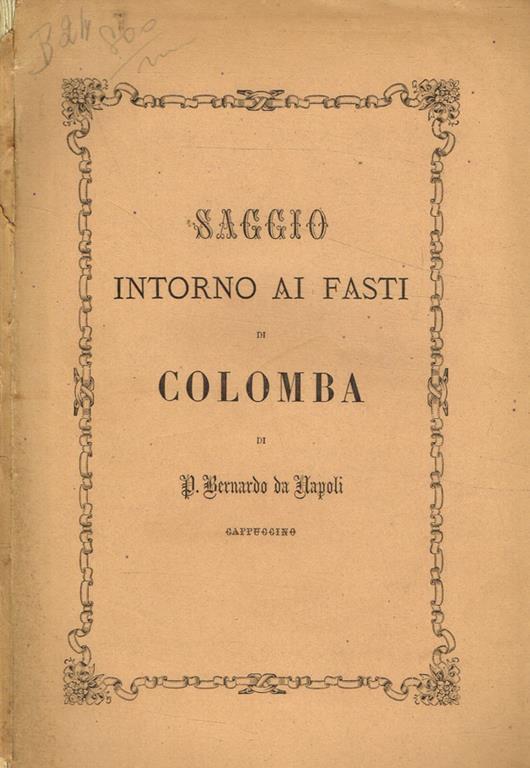 SAGGIO
INTORNO AI FASTI
DI
COLOMBA
DI
P. Bernardo da Napoli
CAPPUCCINO